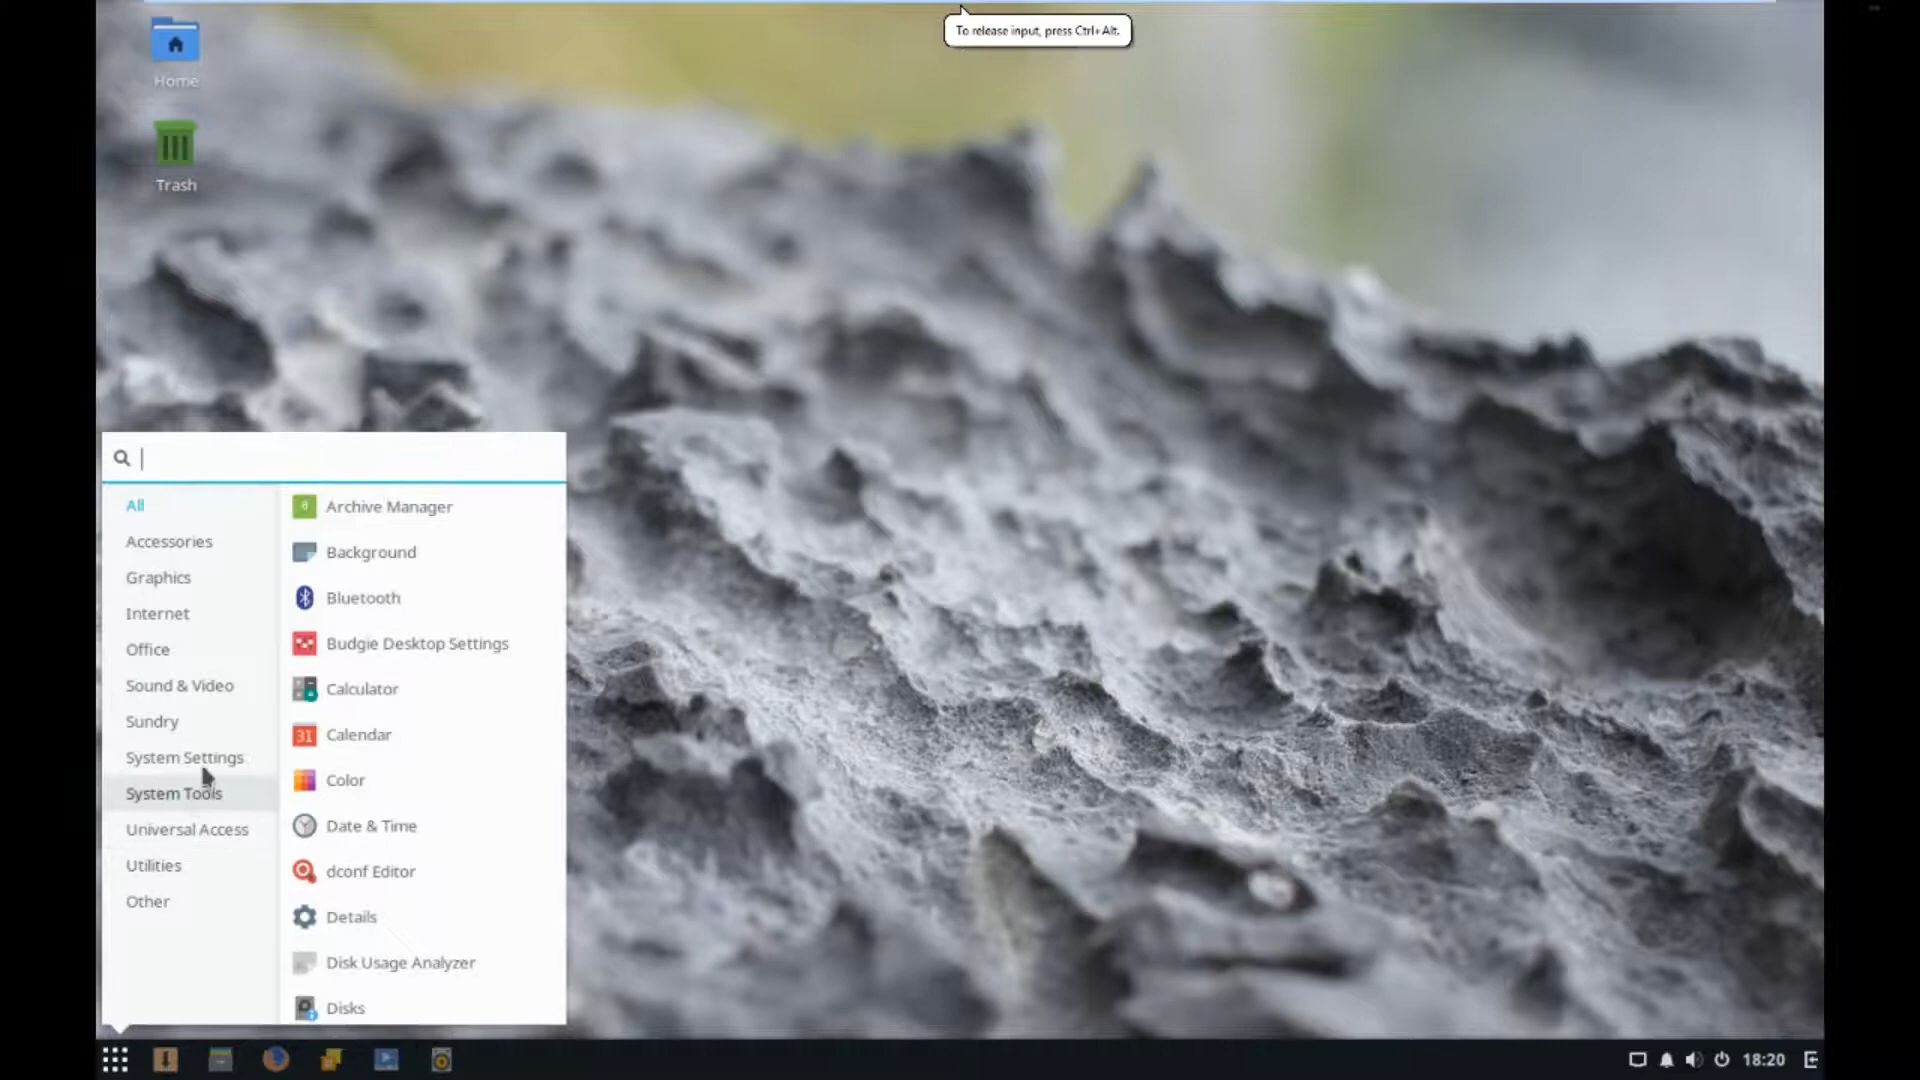 To release input, press Ctrl+Alt.
Home
Trash
All
Accessories
Graphics
Internet
Office
Sound & Video
Sundry
System Settings
System Tools
Universal Access
Utilities
Other
Archive Manager
Background
Bluetooth
Budgie Desktop Settings
Calculator
31
Calendar
Color
Date & Time
dconf Editor
Details
Disk Usage Analyzer
Disks
18:20